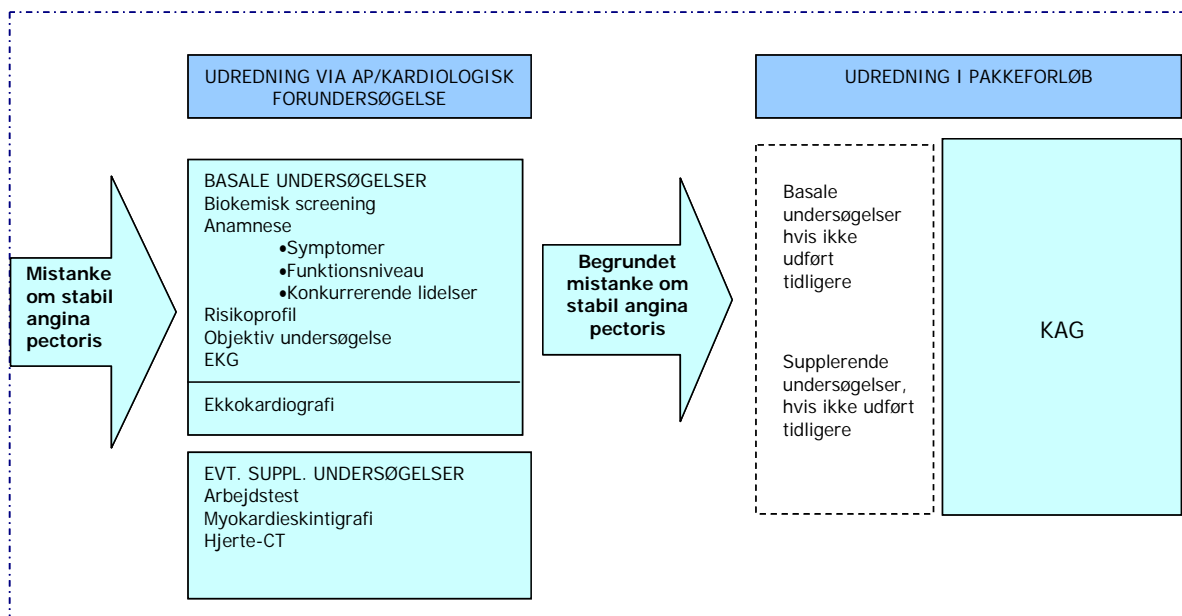 UDREDNING VIA AP/KARDIOLOGISK
FORUNDERSØGELSE
UDREDNING I PAKKEFORLØB
Mistanke
om stabil
angina
pectoris
BASALE UNDERSØGELSER
Biokemisk screening
Anamnese
•Symptomer
•Funktionsniveau
•Konkurrerende lidelser
Risikoprofil
Objektiv undersøgelse
EKG
Ekkokardiografi
EVT. SUPPL. UNDERSØGELSER
Arbejdstest
Myokardieskintigrafi
Hjerte-CT
Begrundet
mistanke om
stabil angina
pectoris
Basale
undersøgelser
hvis ikke
udført
tidligere
Supplerende
undersøgelser,
hvis ikke udført
tidligere
KAG